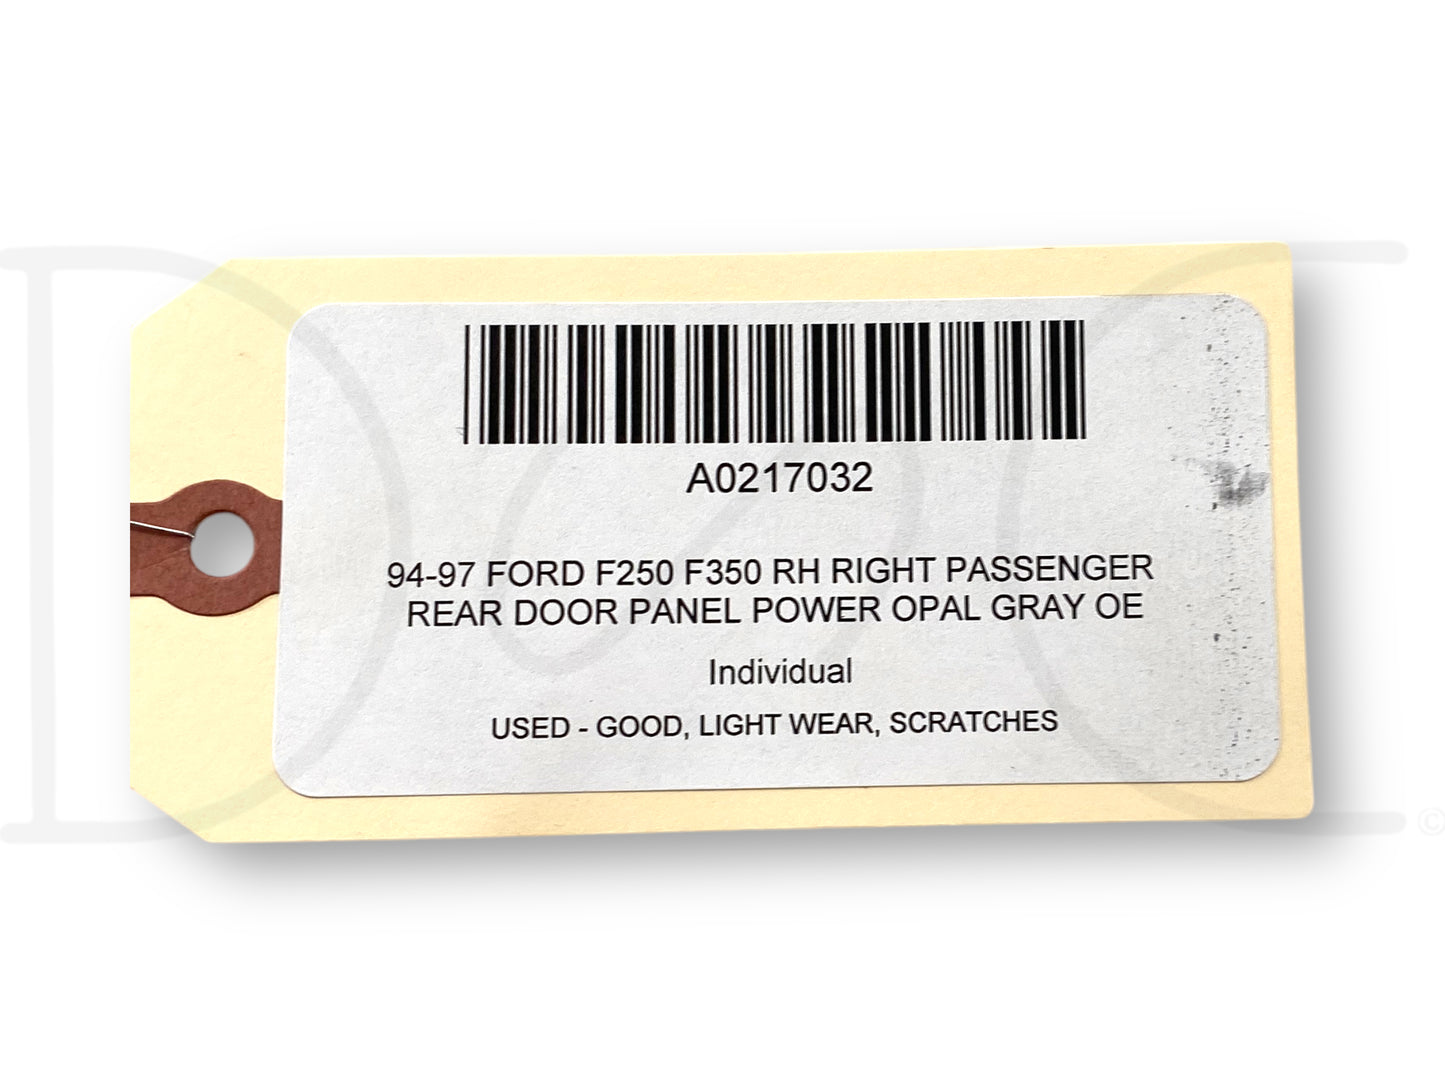 A0217032
94-97 FORD F250 F350 RH RIGHT PASSENGER
REAR DOOR PANEL POWER OPAL GRAY OE
Individual
USED - GOOD, LIGHT WEAR, SCRATCHES
©